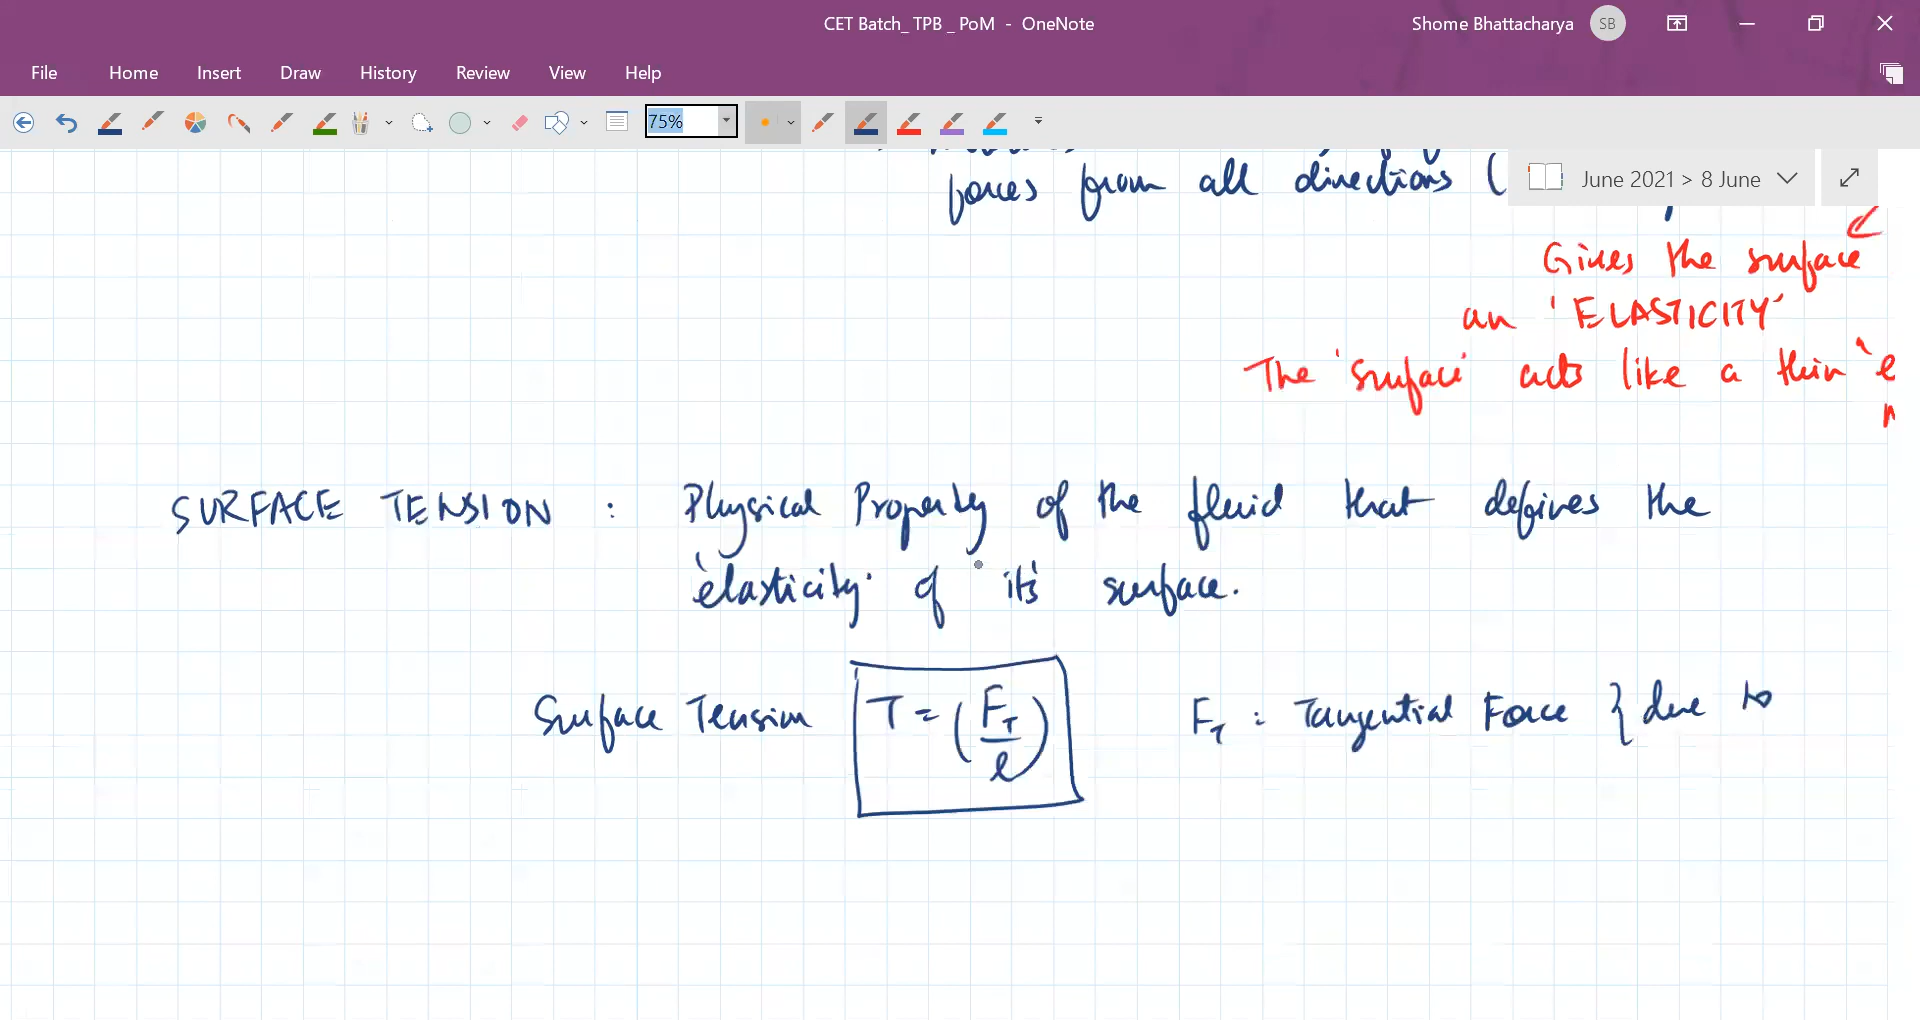 CET Batch_ TPB _ PoM - OneNote
Shome Bhattacharya SB
File Home Insert Draw History Review View Help
75%
June 2021 > 8 June
forces from all directions (
Gives the surface
an 'ELASTICITY'
The 'surface' acts like a thin 'e
SURFACE TENSION : Physical Property of the fluid that defines the
'elasticity' of it's surface.
Surface Tension T = (F_T / l) F_T : Tangential Force } due to